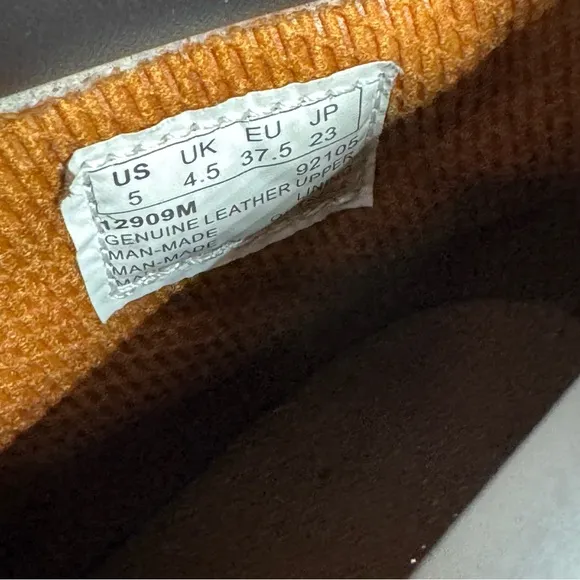 US UK EU JP
5 4.5 37.5 23
12909M 92105
GENUINE LEATHER UPPER
MAN-MADE
MAN-MADE